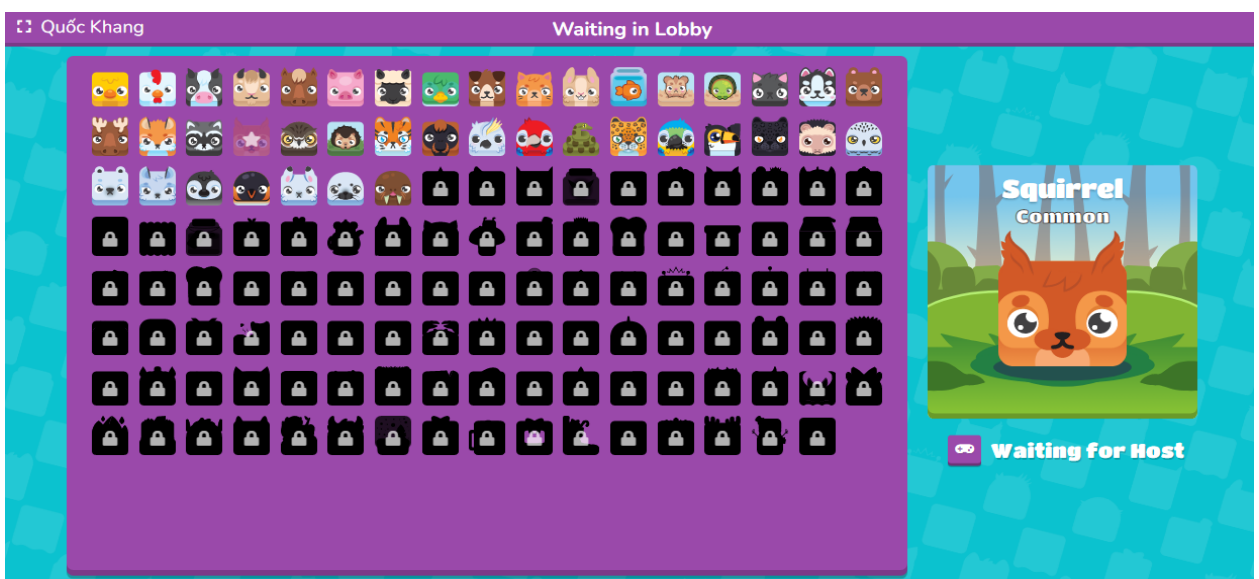 Quốc Khang
Waiting in Lobby
Squirrel
Common
Waiting for Host